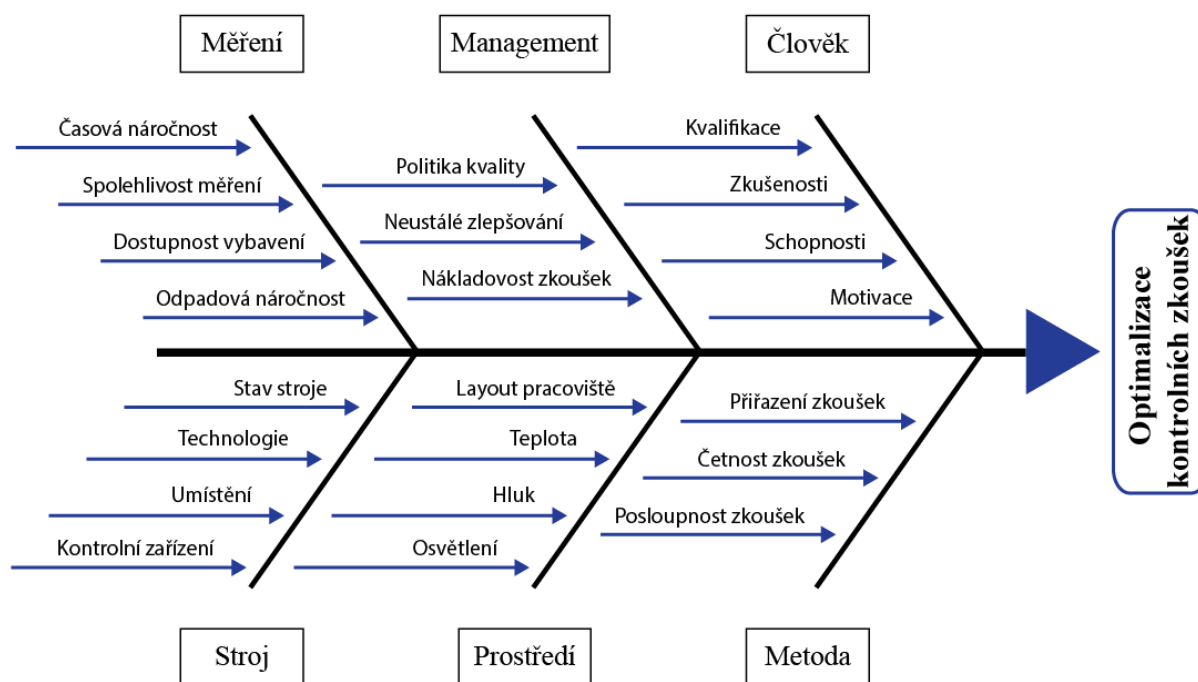 Měření
Management
Člověk
Časová náročnost
Spolehlivost měření
Dostupnost vybavení
Odpadová náročnost
Politika kvality
Neustálé zlepšování
Nákladovost zkoušek
Kvalifikace
Zkušenosti
Schopnosti
Motivace
Optimalizace
kontrolních zkoušek
Stav stroje
Technologie
Umístění
Kontrolní zařízení
Layout pracoviště
Teplota
Hluk
Osvětlení
Přiřazení zkoušek
Četnost zkoušek
Posloupnost zkoušek
Stroj
Prostředí
Metoda